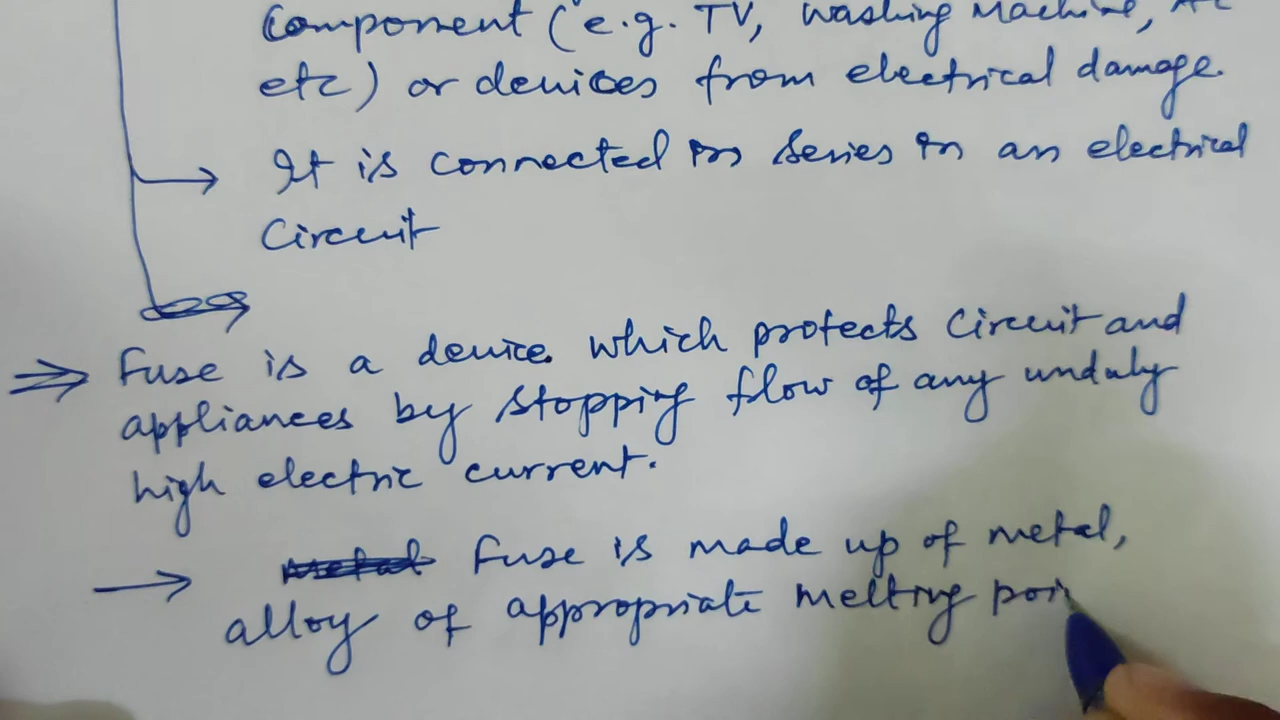 Component (e.g. TV, washing Machine, AC
etc) or devices from electrical damage.
It is connected in series in an electrical
Circuit
Fuse is a device which protects Circuit and
appliances by stopping flow of any unduly
high electric current.
Metal Fuse is made up of metal,
alloy of appropriate melting poi